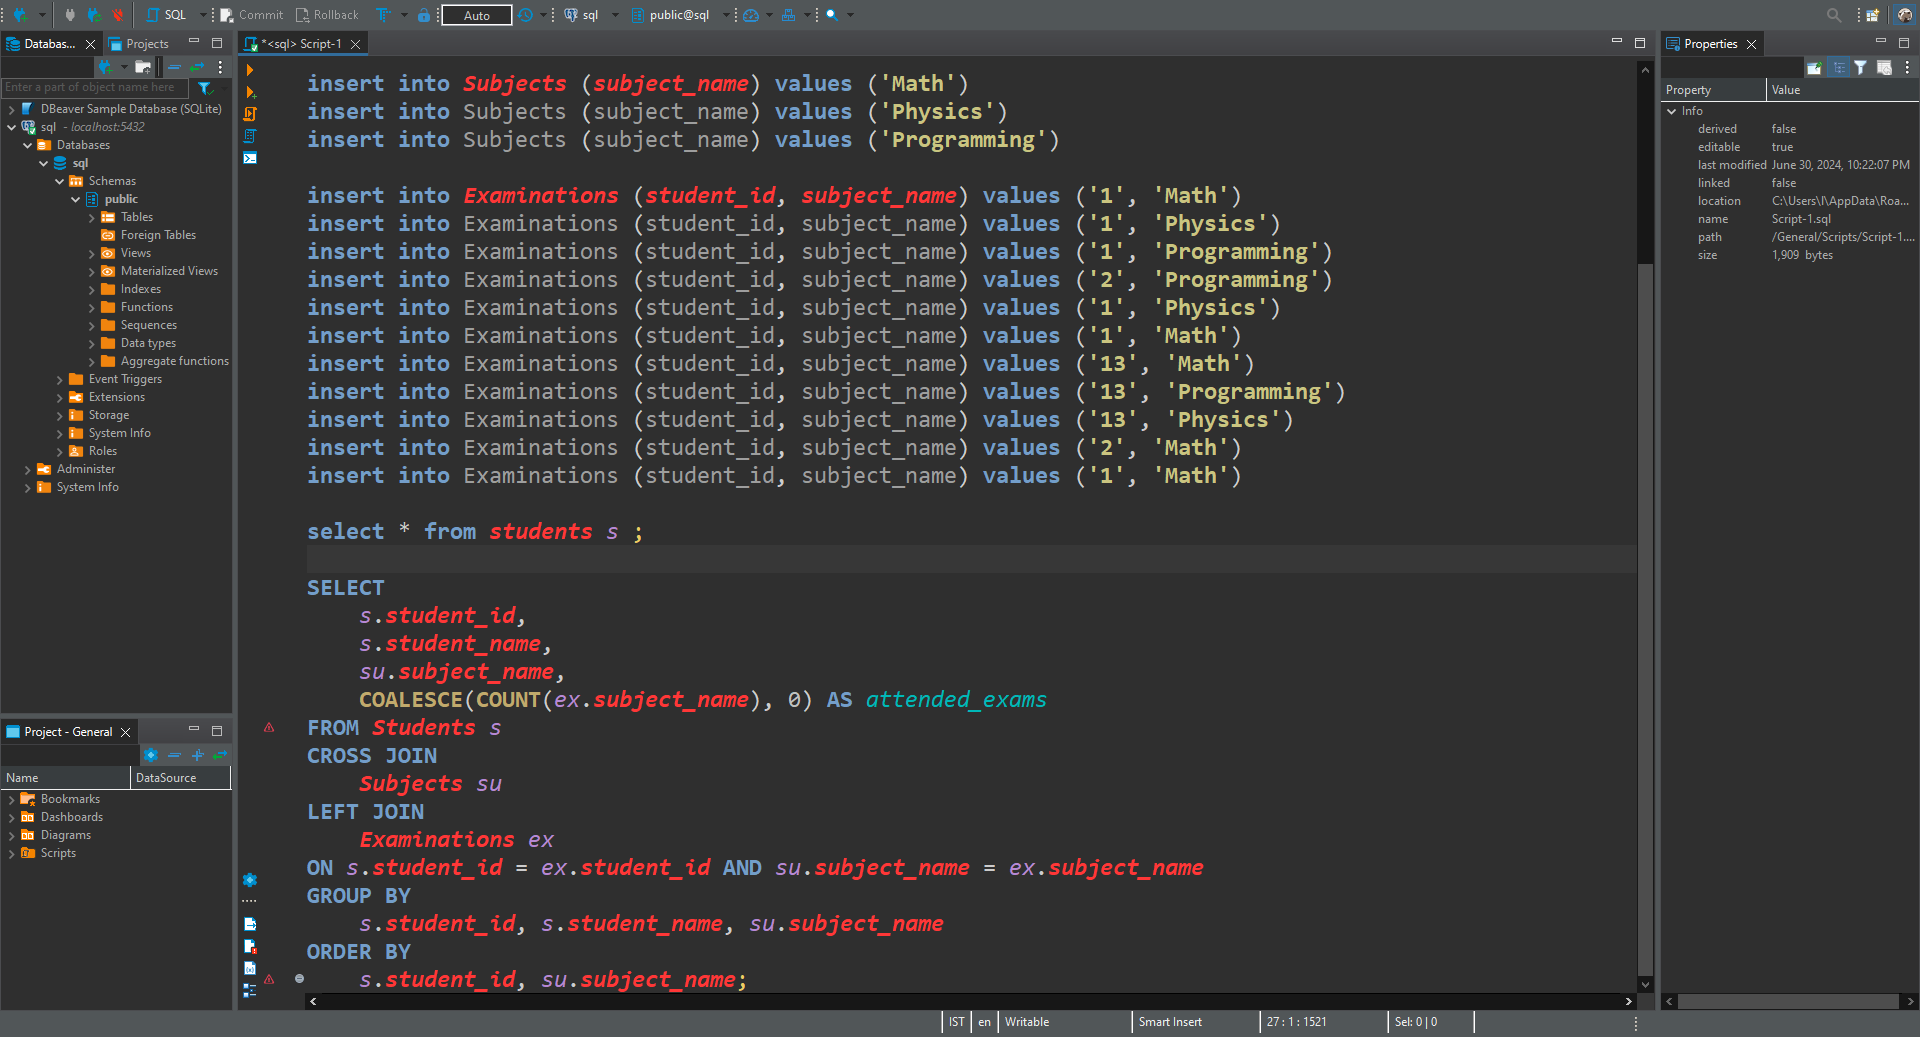 SQL
Commit
Rollback
Auto
sql
public@sql
Databas...
Projects
*<sql> Script-1
Properties
Enter a part of object name here
DBeaver Sample Database (SQLite)
sql - localhost:5432
Databases
sql
Schemas
public
Tables
Foreign Tables
Views
Materialized Views
Indexes
Functions
Sequences
Data types
Aggregate functions
Event Triggers
Extensions
Storage
System Info
Roles
Administer
System Info
Project - General
Name DataSource
Bookmarks
Dashboards
Diagrams
Scripts
insert into Subjects (subject_name) values ('Math')
insert into Subjects (subject_name) values ('Physics')
insert into Subjects (subject_name) values ('Programming')
insert into Examinations (student_id, subject_name) values ('1', 'Math')
insert into Examinations (student_id, subject_name) values ('1', 'Physics')
insert into Examinations (student_id, subject_name) values ('1', 'Programming')
insert into Examinations (student_id, subject_name) values ('2', 'Programming')
insert into Examinations (student_id, subject_name) values ('1', 'Physics')
insert into Examinations (student_id, subject_name) values ('1', 'Math')
insert into Examinations (student_id, subject_name) values ('13', 'Math')
insert into Examinations (student_id, subject_name) values ('13', 'Programming')
insert into Examinations (student_id, subject_name) values ('13', 'Physics')
insert into Examinations (student_id, subject_name) values ('2', 'Math')
insert into Examinations (student_id, subject_name) values ('1', 'Math')
select * from students s ;
SELECT
s.student_id,
s.student_name,
su.subject_name,
COALESCE(COUNT(ex.subject_name), 0) AS attended_exams
FROM Students s
CROSS JOIN
Subjects su
LEFT JOIN
Examinations ex
ON s.student_id = ex.student_id AND su.subject_name = ex.subject_name
GROUP BY
s.student_id, s.student_name, su.subject_name
ORDER BY
s.student_id, su.subject_name;
Property Value
Info
derived false
editable true
last modified June 30, 2024, 10:22:07 PM
linked false
location C:\Users\I\AppData\Roa...
name Script-1.sql
path /General/Scripts/Script-1....
size 1,909 bytes
IST
en
Writable
Smart Insert
27 : 1 : 1521
Sel: 0 | 0